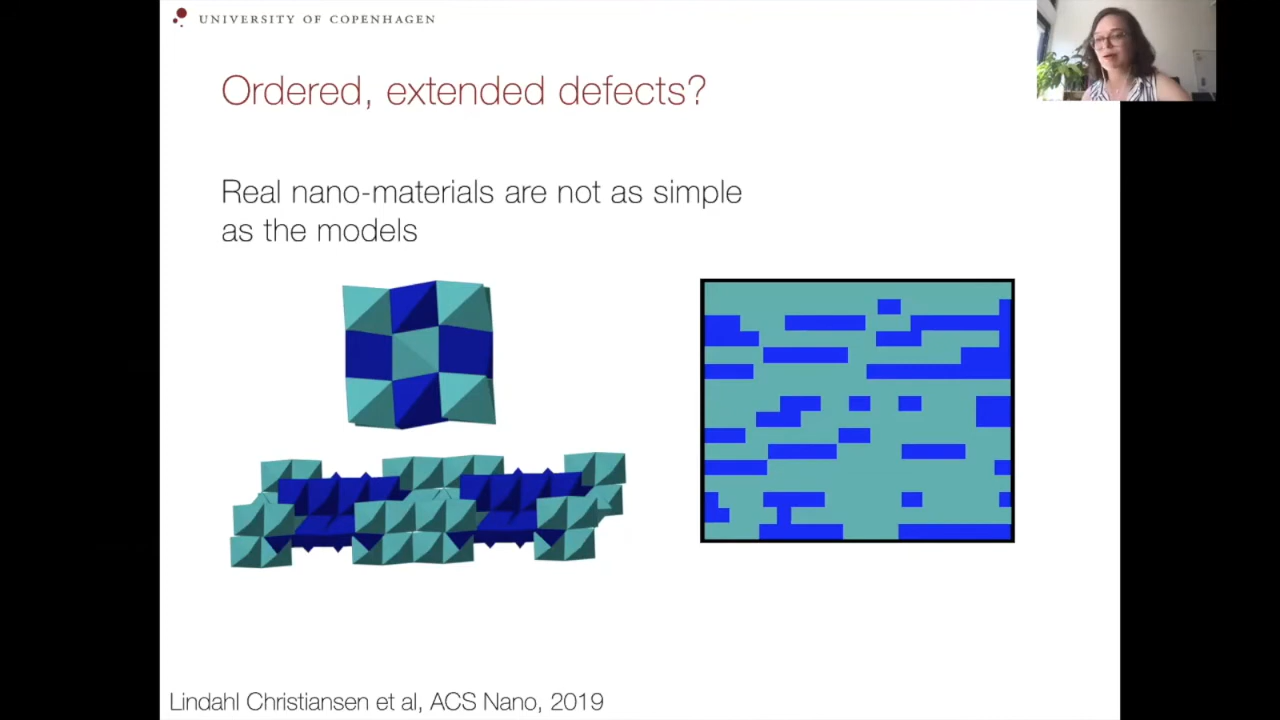 UNIVERSITY OF COPENHAGEN
Ordered, extended defects?
Real nano-materials are not as simple
as the models
Lindahl Christiansen et al, ACS Nano, 2019